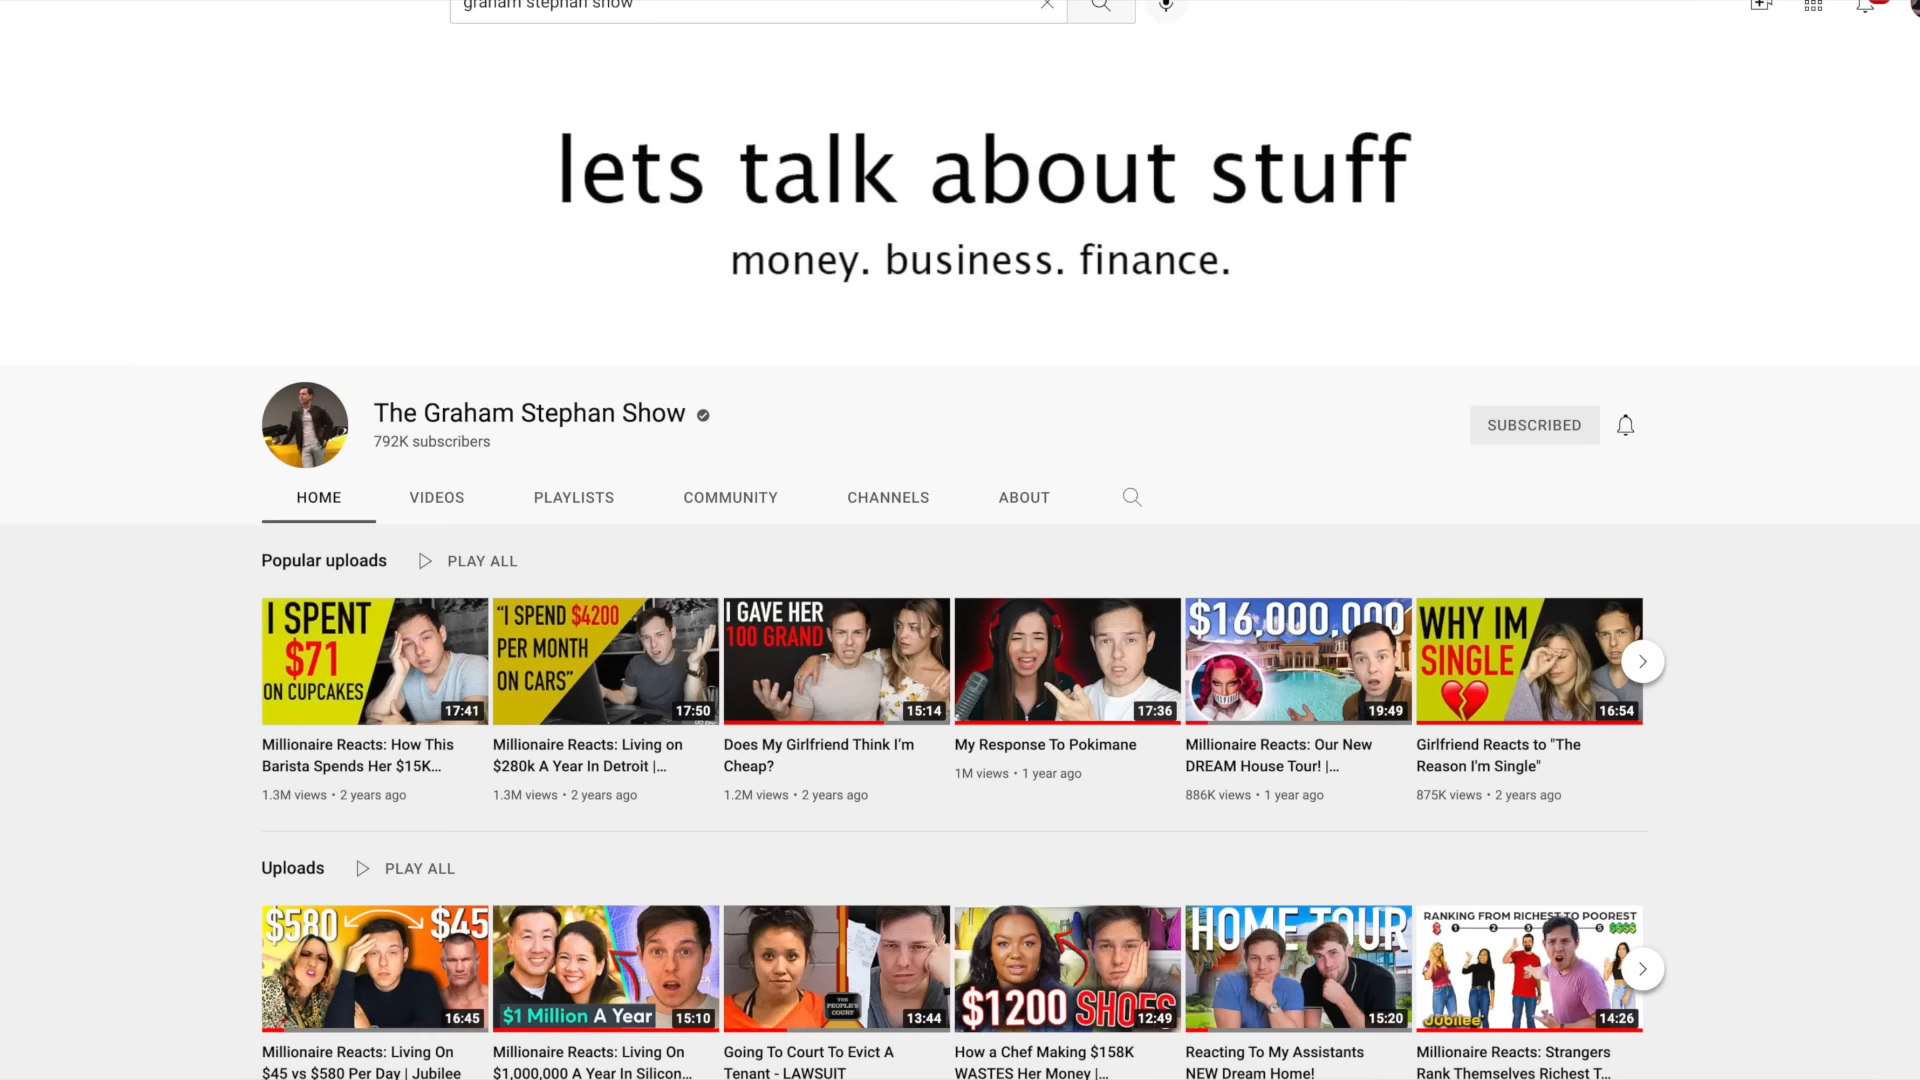 graham stephan show
lets talk about stuff
money. business. finance.
The Graham Stephan Show
792K subscribers
SUBSCRIBED
HOME VIDEOS PLAYLISTS COMMUNITY CHANNELS ABOUT
Popular uploads PLAY ALL
I SPENT
$71
ON CUPCAKES
17:41
"I SPEND $4200
PER MONTH
ON CARS"
17:50
I GAVE HER
100 GRAND
15:14
17:36
$16,000,000
19:49
WHY IM
SINGLE
16:54
Millionaire Reacts: How This
Barista Spends Her $15K...
1.3M views • 2 years ago
Millionaire Reacts: Living on
$280k A Year In Detroit |...
1.3M views • 2 years ago
Does My Girlfriend Think I'm
Cheap?
1.2M views • 2 years ago
My Response To Pokimane
1M views • 1 year ago
Millionaire Reacts: Our New
DREAM House Tour! |...
886K views • 1 year ago
Girlfriend Reacts to "The
Reason I'm Single"
875K views • 2 years ago
Uploads PLAY ALL
$580 $45
16:45
$1 Million A Year
15:10
THE
PEOPLE'S
COURT
13:44
$1200 SHOES
12:49
HOME TOUR
15:20
RANKING FROM RICHEST TO POOREST
$ 1 2 3 5 $$$$
Jubilee
14:26
Millionaire Reacts: Living On
$45 vs $580 Per Day | Jubilee
Millionaire Reacts: Living On
$1,000,000 A Year In Silicon...
Going To Court To Evict A
Tenant - LAWSUIT
How a Chef Making $158K
WASTES Her Money |...
Reacting To My Assistants
NEW Dream Home!
Millionaire Reacts: Strangers
Rank Themselves Richest T...